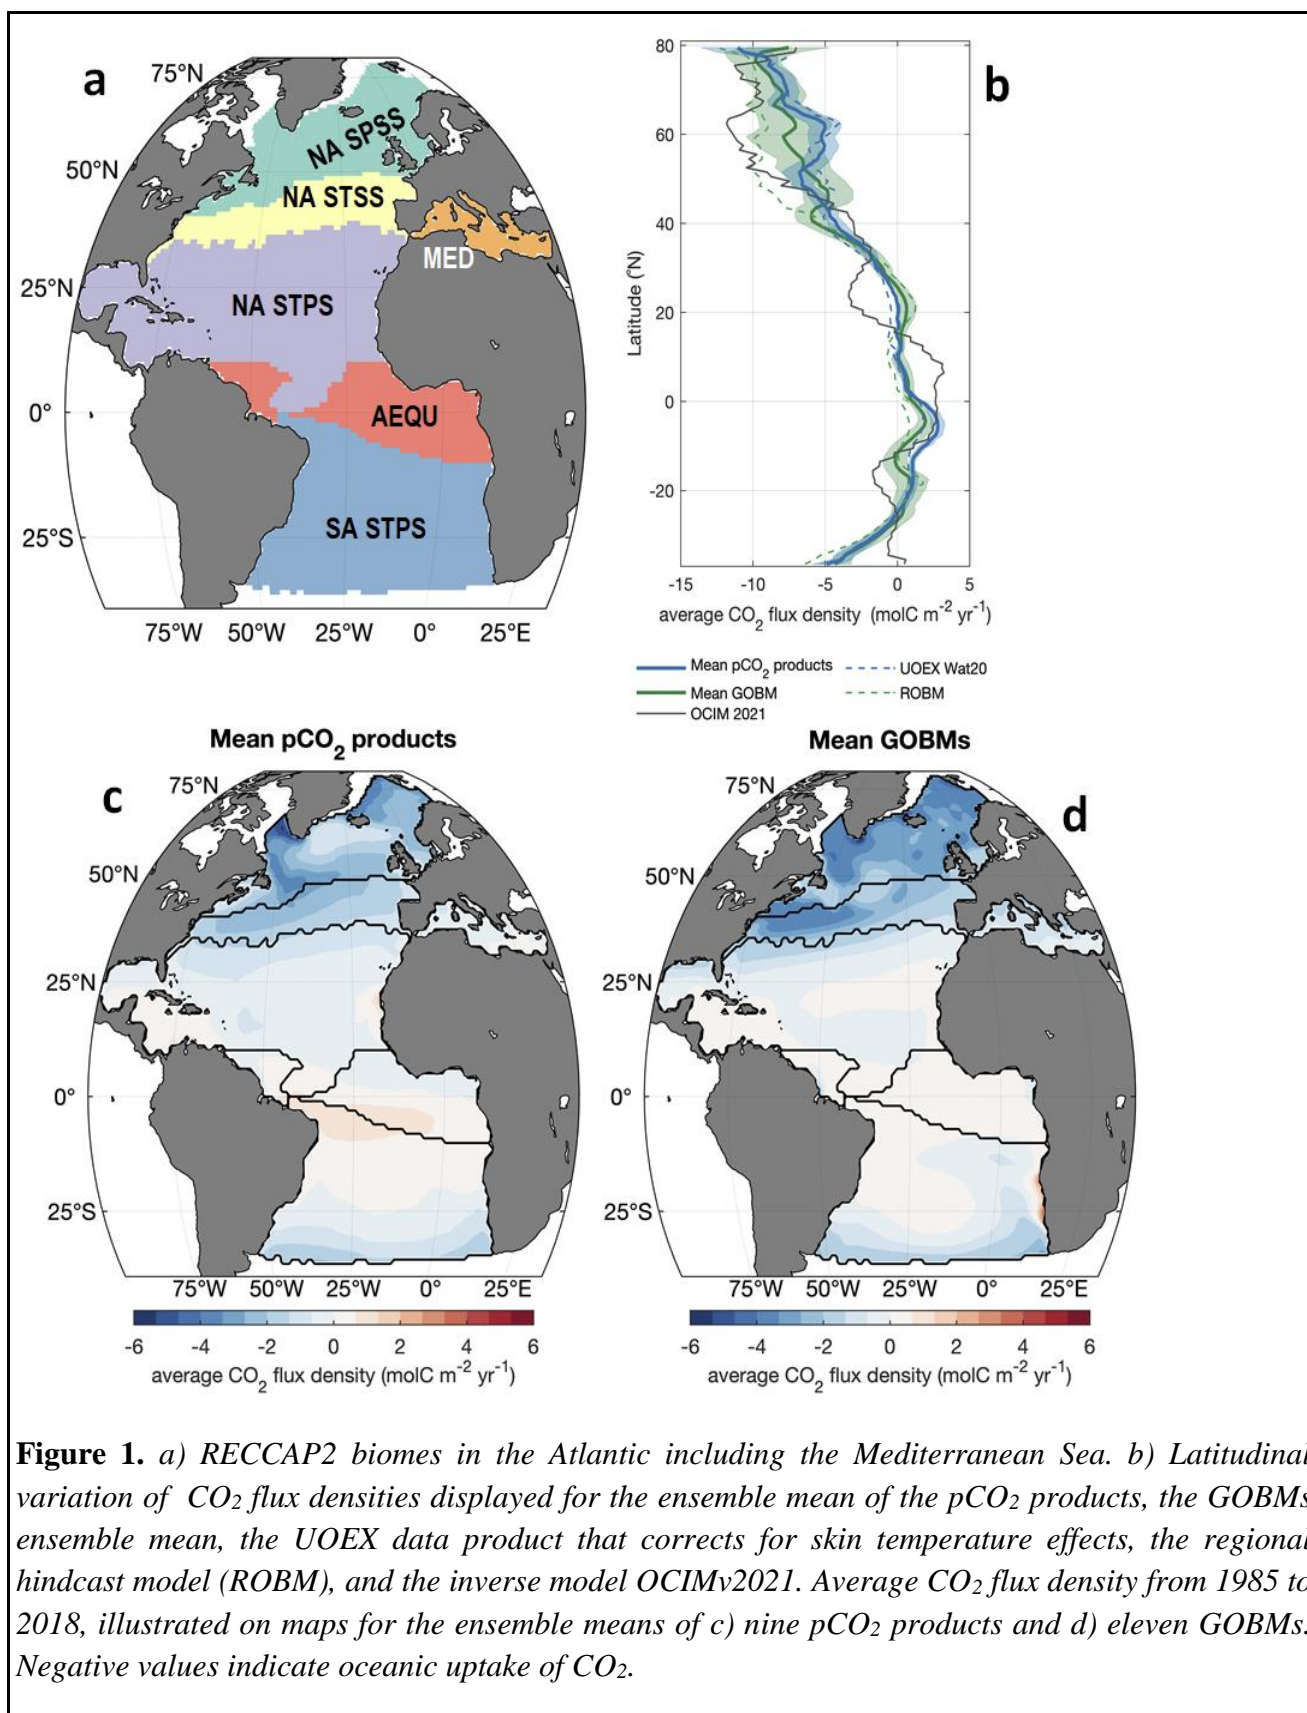 a
75°N
50°N
25°N
0°
25°S
75°W 50°W 25°W 0° 25°E
NA SPSS
NA STSS
MED
NA STPS
AEQU
SA STPS
b
80
60
40
20
0
-20
Latitude (°N)
-15 -10 -5 0 5
average CO2 flux density (molC m-2 yr-1)
Mean pCO2 products
UOEX Wat20
Mean GOBM
ROBM
OCIM 2021
Mean pCO2 products
c
75°N
50°N
25°N
0°
25°S
75°W 50°W 25°W 0° 25°E
-6 -4 -2 0 2 4 6
average CO2 flux density (molC m-2 yr-1)
Mean GOBMs
d
75°N
50°N
25°N
0°
25°S
75°W 50°W 25°W 0° 25°E
-6 -4 -2 0 2 4 6
average CO2 flux density (molC m-2 yr-1)
Figure 1. a) RECCAP2 biomes in the Atlantic including the Mediterranean Sea. b) Latitudinal
variation of CO2 flux densities displayed for the ensemble mean of the pCO2 products, the GOBMs
ensemble mean, the UOEX data product that corrects for skin temperature effects, the regional
hindcast model (ROBM), and the inverse model OCIMv2021. Average CO2 flux density from 1985 to
2018, illustrated on maps for the ensemble means of c) nine pCO2 products and d) eleven GOBMs.
Negative values indicate oceanic uptake of CO2.